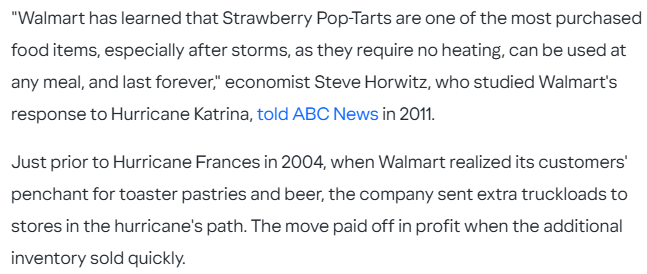 "Walmart has learned that Strawberry Pop-Tarts are one of the most purchased
food items, especially after storms, as they require no heating, can be used at
any meal, and last forever," economist Steve Horwitz, who studied Walmart's
response to Hurricane Katrina, told ABC News in 2011.
Just prior to Hurricane Frances in 2004, when Walmart realized its customers'
penchant for toaster pastries and beer, the company sent extra truckloads to
stores in the hurricane's path. The move paid off in profit when the additional
inventory sold quickly.